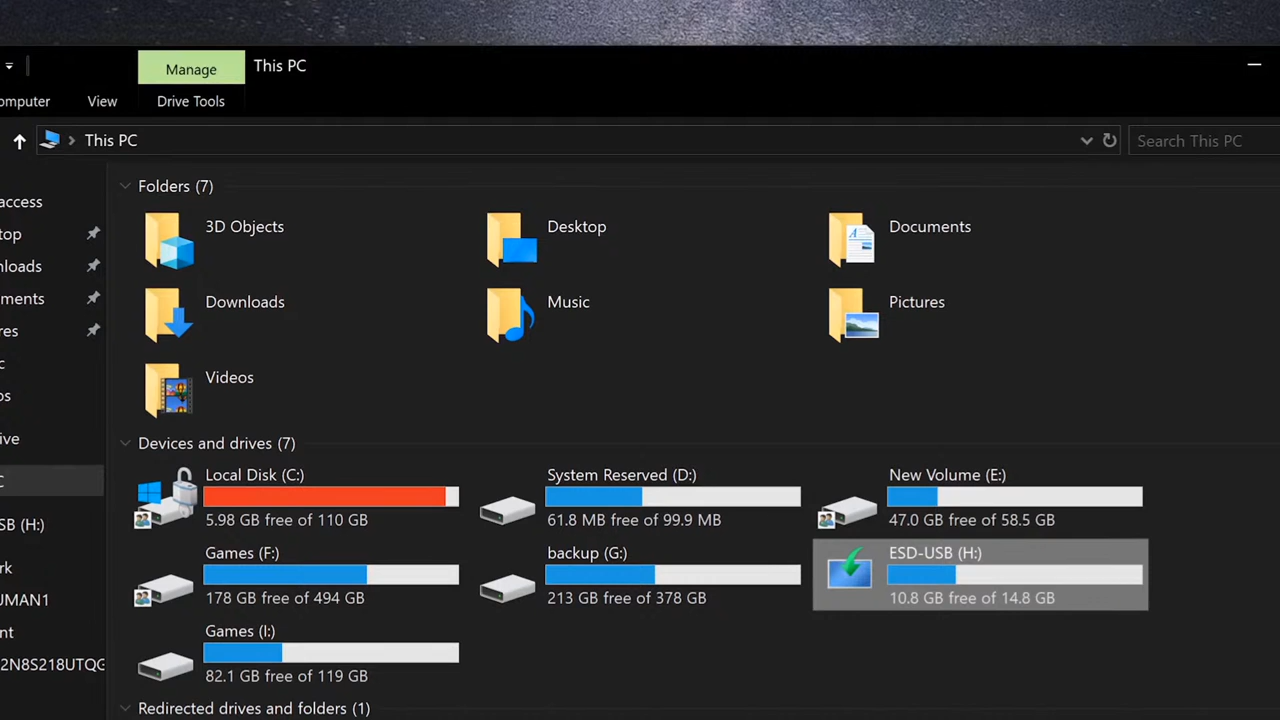 Manage
This PC
omputer
View
Drive Tools
This PC
Search This PC
access
top
nloads
ments
res
c
os
ive
C
SB (H:)
rk
UMAN1
nt
2N8S218UTQG
Folders (7)
3D Objects
Desktop
Documents
Downloads
Music
Pictures
Videos
Devices and drives (7)
Local Disk (C:)
5.98 GB free of 110 GB
System Reserved (D:)
61.8 MB free of 99.9 MB
New Volume (E:)
47.0 GB free of 58.5 GB
Games (F:)
178 GB free of 494 GB
backup (G:)
213 GB free of 378 GB
ESD-USB (H:)
10.8 GB free of 14.8 GB
Games (I:)
82.1 GB free of 119 GB
Redirected drives and folders (1)